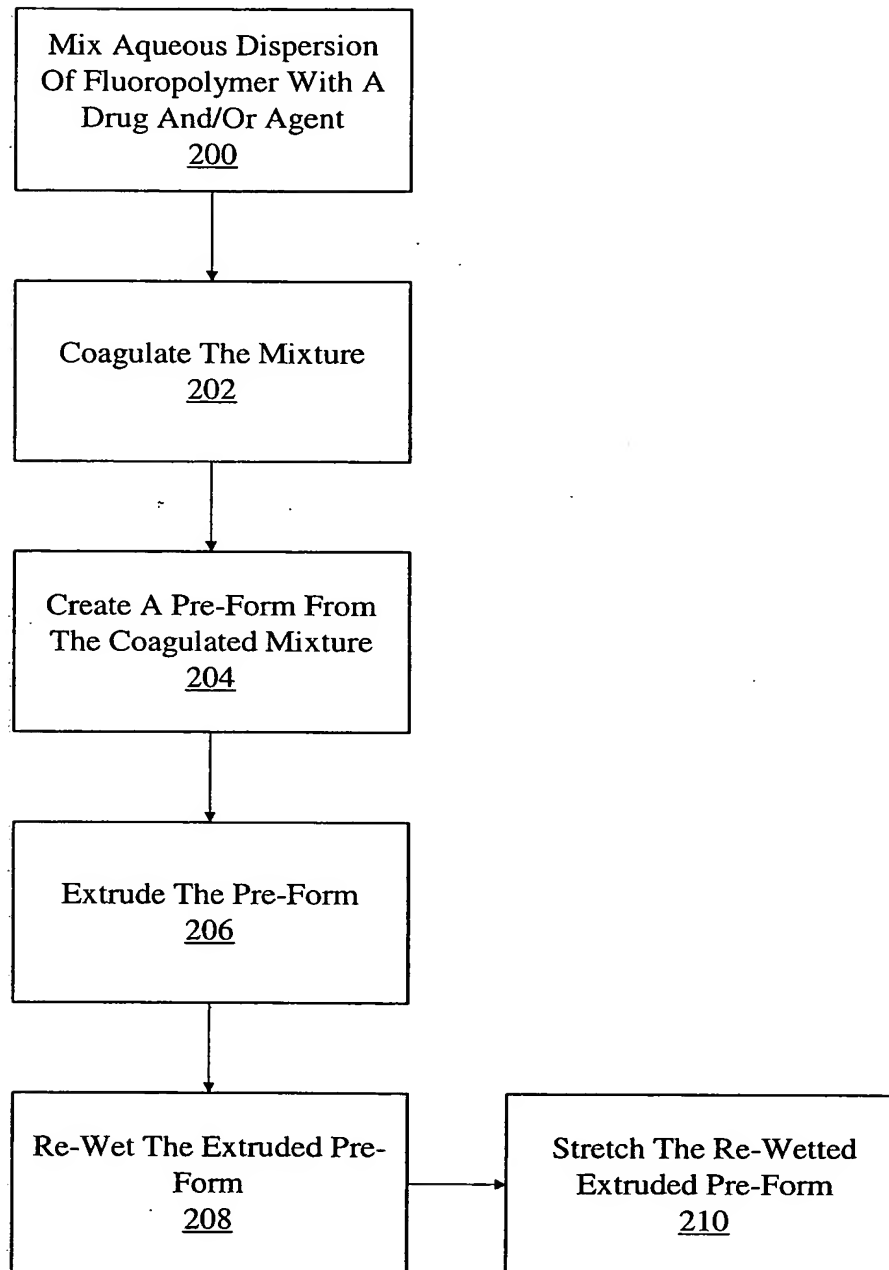 Mix Aqueous Dispersion
Of Fluoropolymer With A
Drug And/Or Agent
200
Coagulate The Mixture
202
Create A Pre-Form From
The Coagulated Mixture
204
Extrude The Pre-Form
206
Re-Wet The Extruded Pre-
Form
208
Stretch The Re-Wetted
Extruded Pre-Form
210